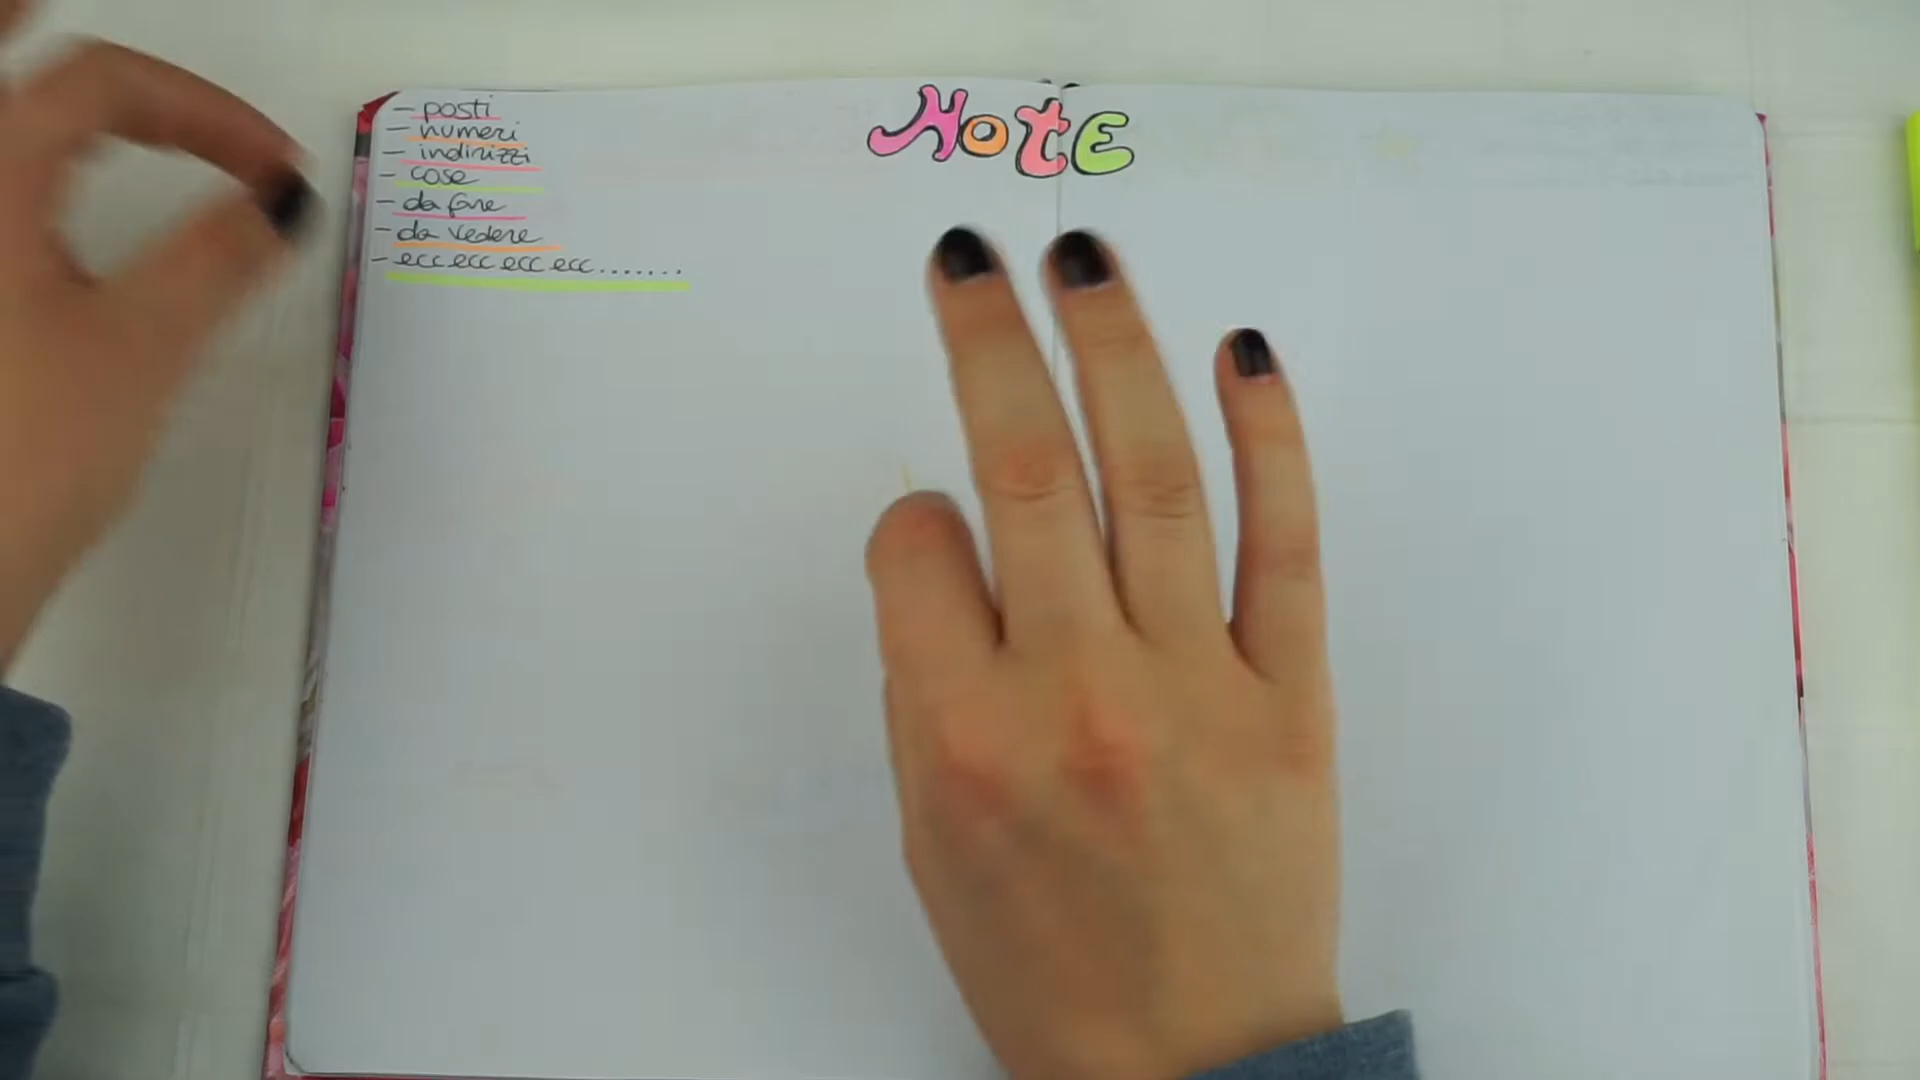 NOTE
- posti
- numeri
- indirizzi
- cose
- da fare
- da vedere
- ecc ecc ecc ecc.......